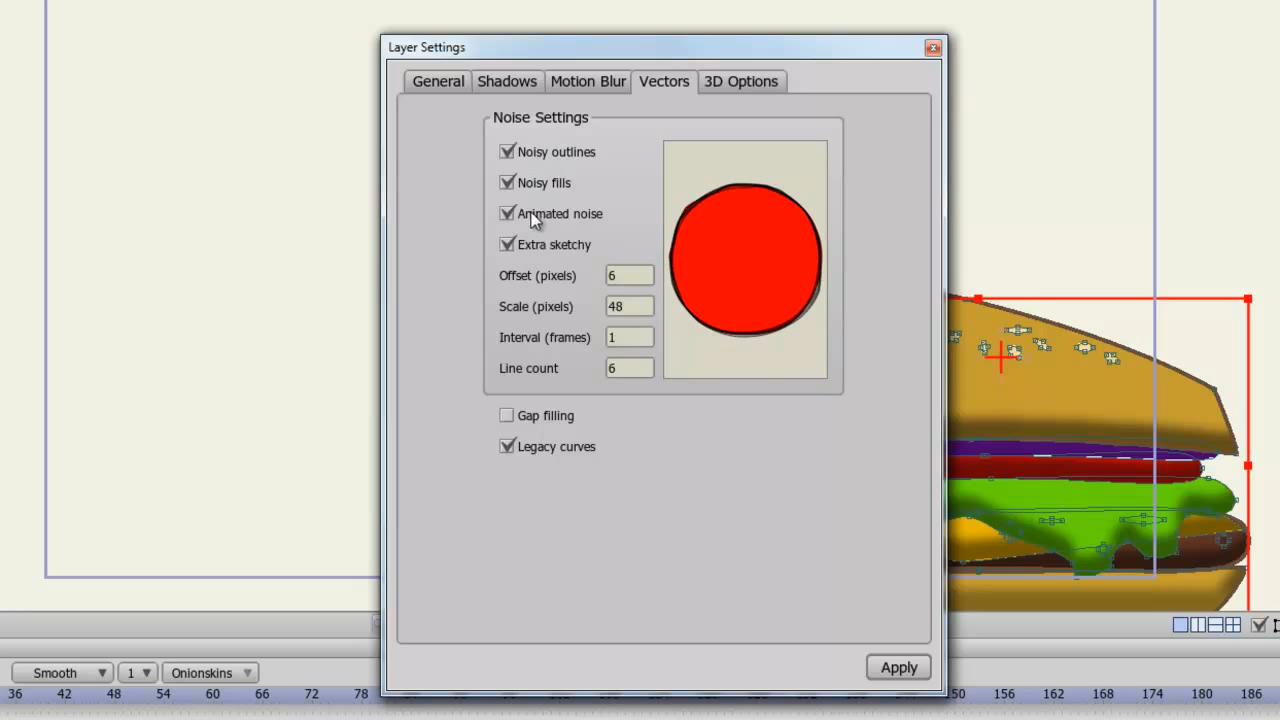 Layer Settings
General Shadows Motion Blur Vectors 3D Options
Noise Settings
Noisy outlines
Noisy fills
Animated noise
Extra sketchy
Offset (pixels) 6
Scale (pixels) 48
Interval (frames) 1
Line count 6
Gap filling
Legacy curves
Smooth 1 Onionskins
Apply
36 42 48 54 60 66 72 78 150 156 162 168 174 180 186